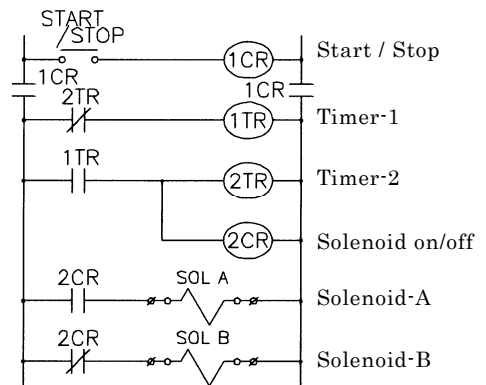 START
/STOP
1CR Start / Stop
1CR 1CR
2TR
1TR Timer-1
1TR
2TR Timer-2
2CR Solenoid on/off
2CR SOL A Solenoid-A
2CR SOL B Solenoid-B